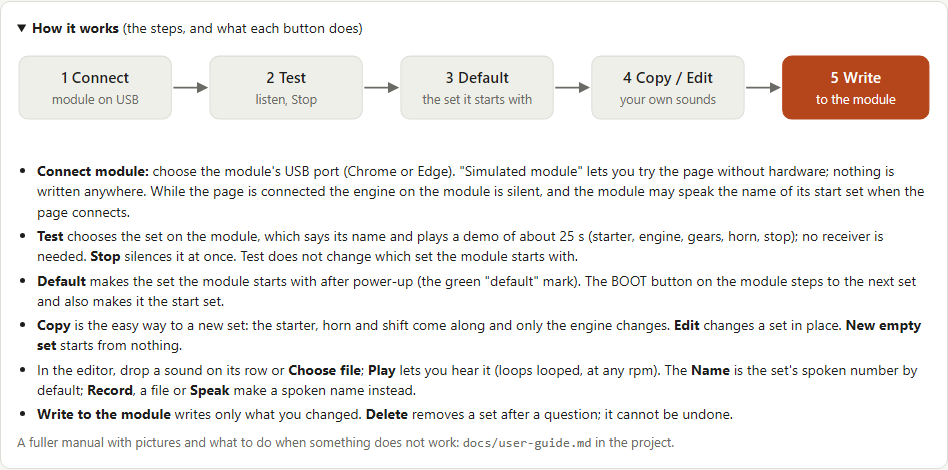 ▼ How it works (the steps, and what each button does)
1 Connect
module on USB
2 Test
listen, Stop
3 Default
the set it starts with
4 Copy / Edit
your own sounds
5 Write
to the module
• Connect module: choose the module's USB port (Chrome or Edge). "Simulated module" lets you try the page without hardware; nothing is
written anywhere. While the page is connected the engine on the module is silent, and the module may speak the name of its start set when the
page connects.
• Test chooses the set on the module, which says its name and plays a demo of about 25 s (starter, engine, gears, horn, stop); no receiver is
needed. Stop silences it at once. Test does not change which set the module starts with.
• Default makes the set the module starts with after power-up (the green "default" mark). The BOOT button on the module steps to the next set
and also makes it the start set.
• Copy is the easy way to a new set: the starter, horn and shift come along and only the engine changes. Edit changes a set in place. New empty
set starts from nothing.
• In the editor, drop a sound on its row or Choose file; Play lets you hear it (loops looped, at any rpm). The Name is the set's spoken number by
default; Record, a file or Speak make a spoken name instead.
• Write to the module writes only what you changed. Delete removes a set after a question; it cannot be undone.
A fuller manual with pictures and what to do when something does not work: docs/user-guide.md in the project.